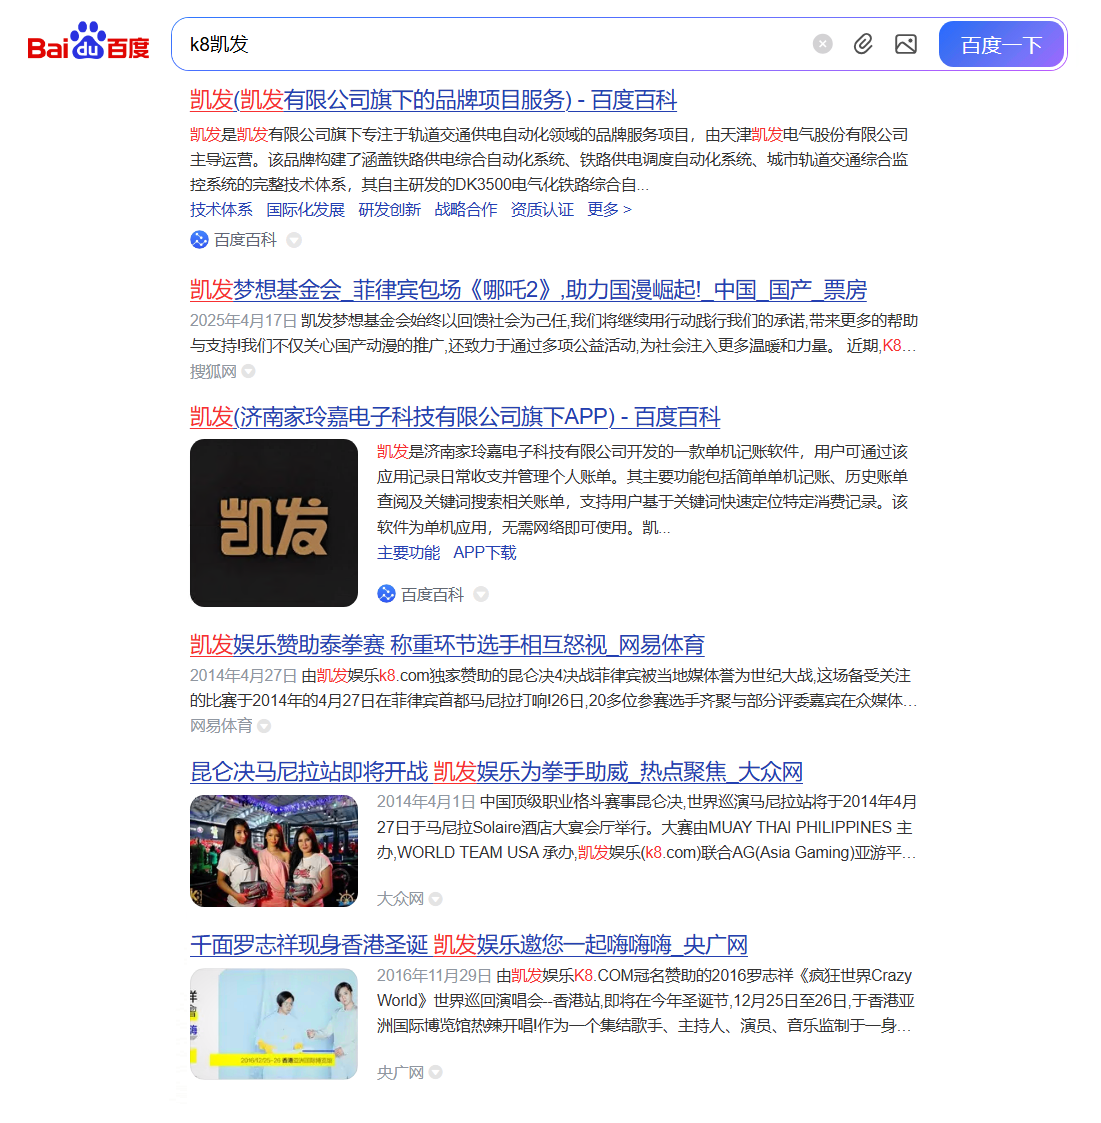 Bai du 百度
k8凯发
百度一下
凯发(凯发有限公司旗下的品牌项目服务) - 百度百科
凯发是凯发有限公司旗下专注于轨道交通供电自动化领域的品牌服务项目，由天津凯发电气股份有限公司
主导运营。该品牌构建了涵盖铁路供电综合自动化系统、铁路供电调度自动化系统、城市轨道交通综合监
控系统的完整技术体系，其自主研发的DK3500电气化铁路综合自...
技术体系 国际化发展 研发创新 战略合作 资质认证 更多 >
百度百科
凯发梦想基金会_菲律宾包场《哪吒2》,助力国漫崛起!_中国_国产_票房
2025年4月17日 凯发梦想基金会始终以回馈社会为己任,我们将继续用行动践行我们的承诺,带来更多的帮助
与支持!我们不仅关心国产动漫的推广,还致力于通过多项公益活动,为社会注入更多温暖和力量。 近期,K8...
搜狐网
凯发(济南家玲嘉电子科技有限公司旗下APP) - 百度百科
凯发
凯发是济南家玲嘉电子科技有限公司开发的一款单机记账软件，用户可通过该
应用记录日常收支并管理个人账单。其主要功能包括简单单机记账、历史账单
查阅及关键词搜索相关账单，支持用户基于关键词快速定位特定消费记录。该
软件为单机应用，无需网络即可使用。凯...
主要功能 APP下载
百度百科
凯发娱乐赞助泰拳赛 称重环节选手相互怒视_网易体育
2014年4月27日 由凯发娱乐k8.com独家赞助的昆仑决4决战菲律宾被当地媒体誉为世纪大战,这场备受关注
的比赛于2014年的4月27日在菲律宾首都马尼拉打响!26日,20多位参赛选手齐聚与部分评委嘉宾在众媒体...
网易体育
昆仑决马尼拉站即将开战 凯发娱乐为拳手助威_热点聚焦_大众网
2014年4月1日 中国顶级职业格斗赛事昆仑决,世界巡演马尼拉站将于2014年4月
27日于马尼拉Solaire酒店大宴会厅举行。大赛由MUAY THAI PHILIPPINES 主
办,WORLD TEAM USA 承办,凯发娱乐(k8.com)联合AG(Asia Gaming)亚游平...
大众网
千面罗志祥现身香港圣诞 凯发娱乐邀您一起嗨嗨嗨_央广网
2016年11月29日 由凯发娱乐K8.COM冠名赞助的2016罗志祥《疯狂世界Crazy
World》世界巡回演唱会--香港站,即将在今年圣诞节,12月25日至26日,于香港亚
洲国际博览馆热辣开唱!作为一个集结歌手、主持人、演员、音乐监制于一身...
2016/12/25-26 香港亚洲国际博览馆
央广网